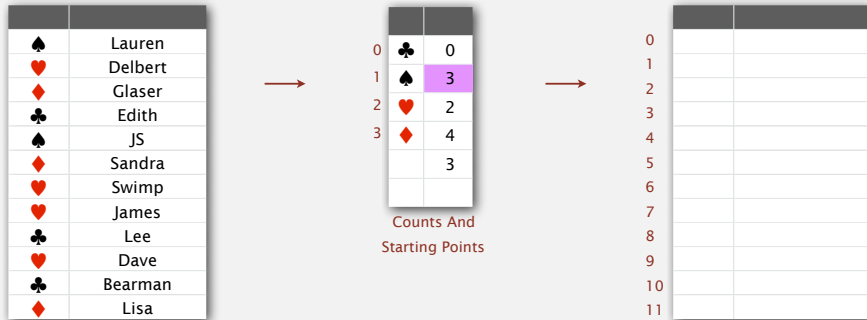 ♠ Lauren
♥ Delbert
♦ Glaser
♣ Edith
♠ JS
♦ Sandra
♥ Swimp
♥ James
♣ Lee
♥ Dave
♣ Bearman
♦ Lisa
0 ♣ 0
1 ♠ 3
2 ♥ 2
3 ♦ 4
3
Counts And
Starting Points
0
1
2
3
4
5
6
7
8
9
10
11